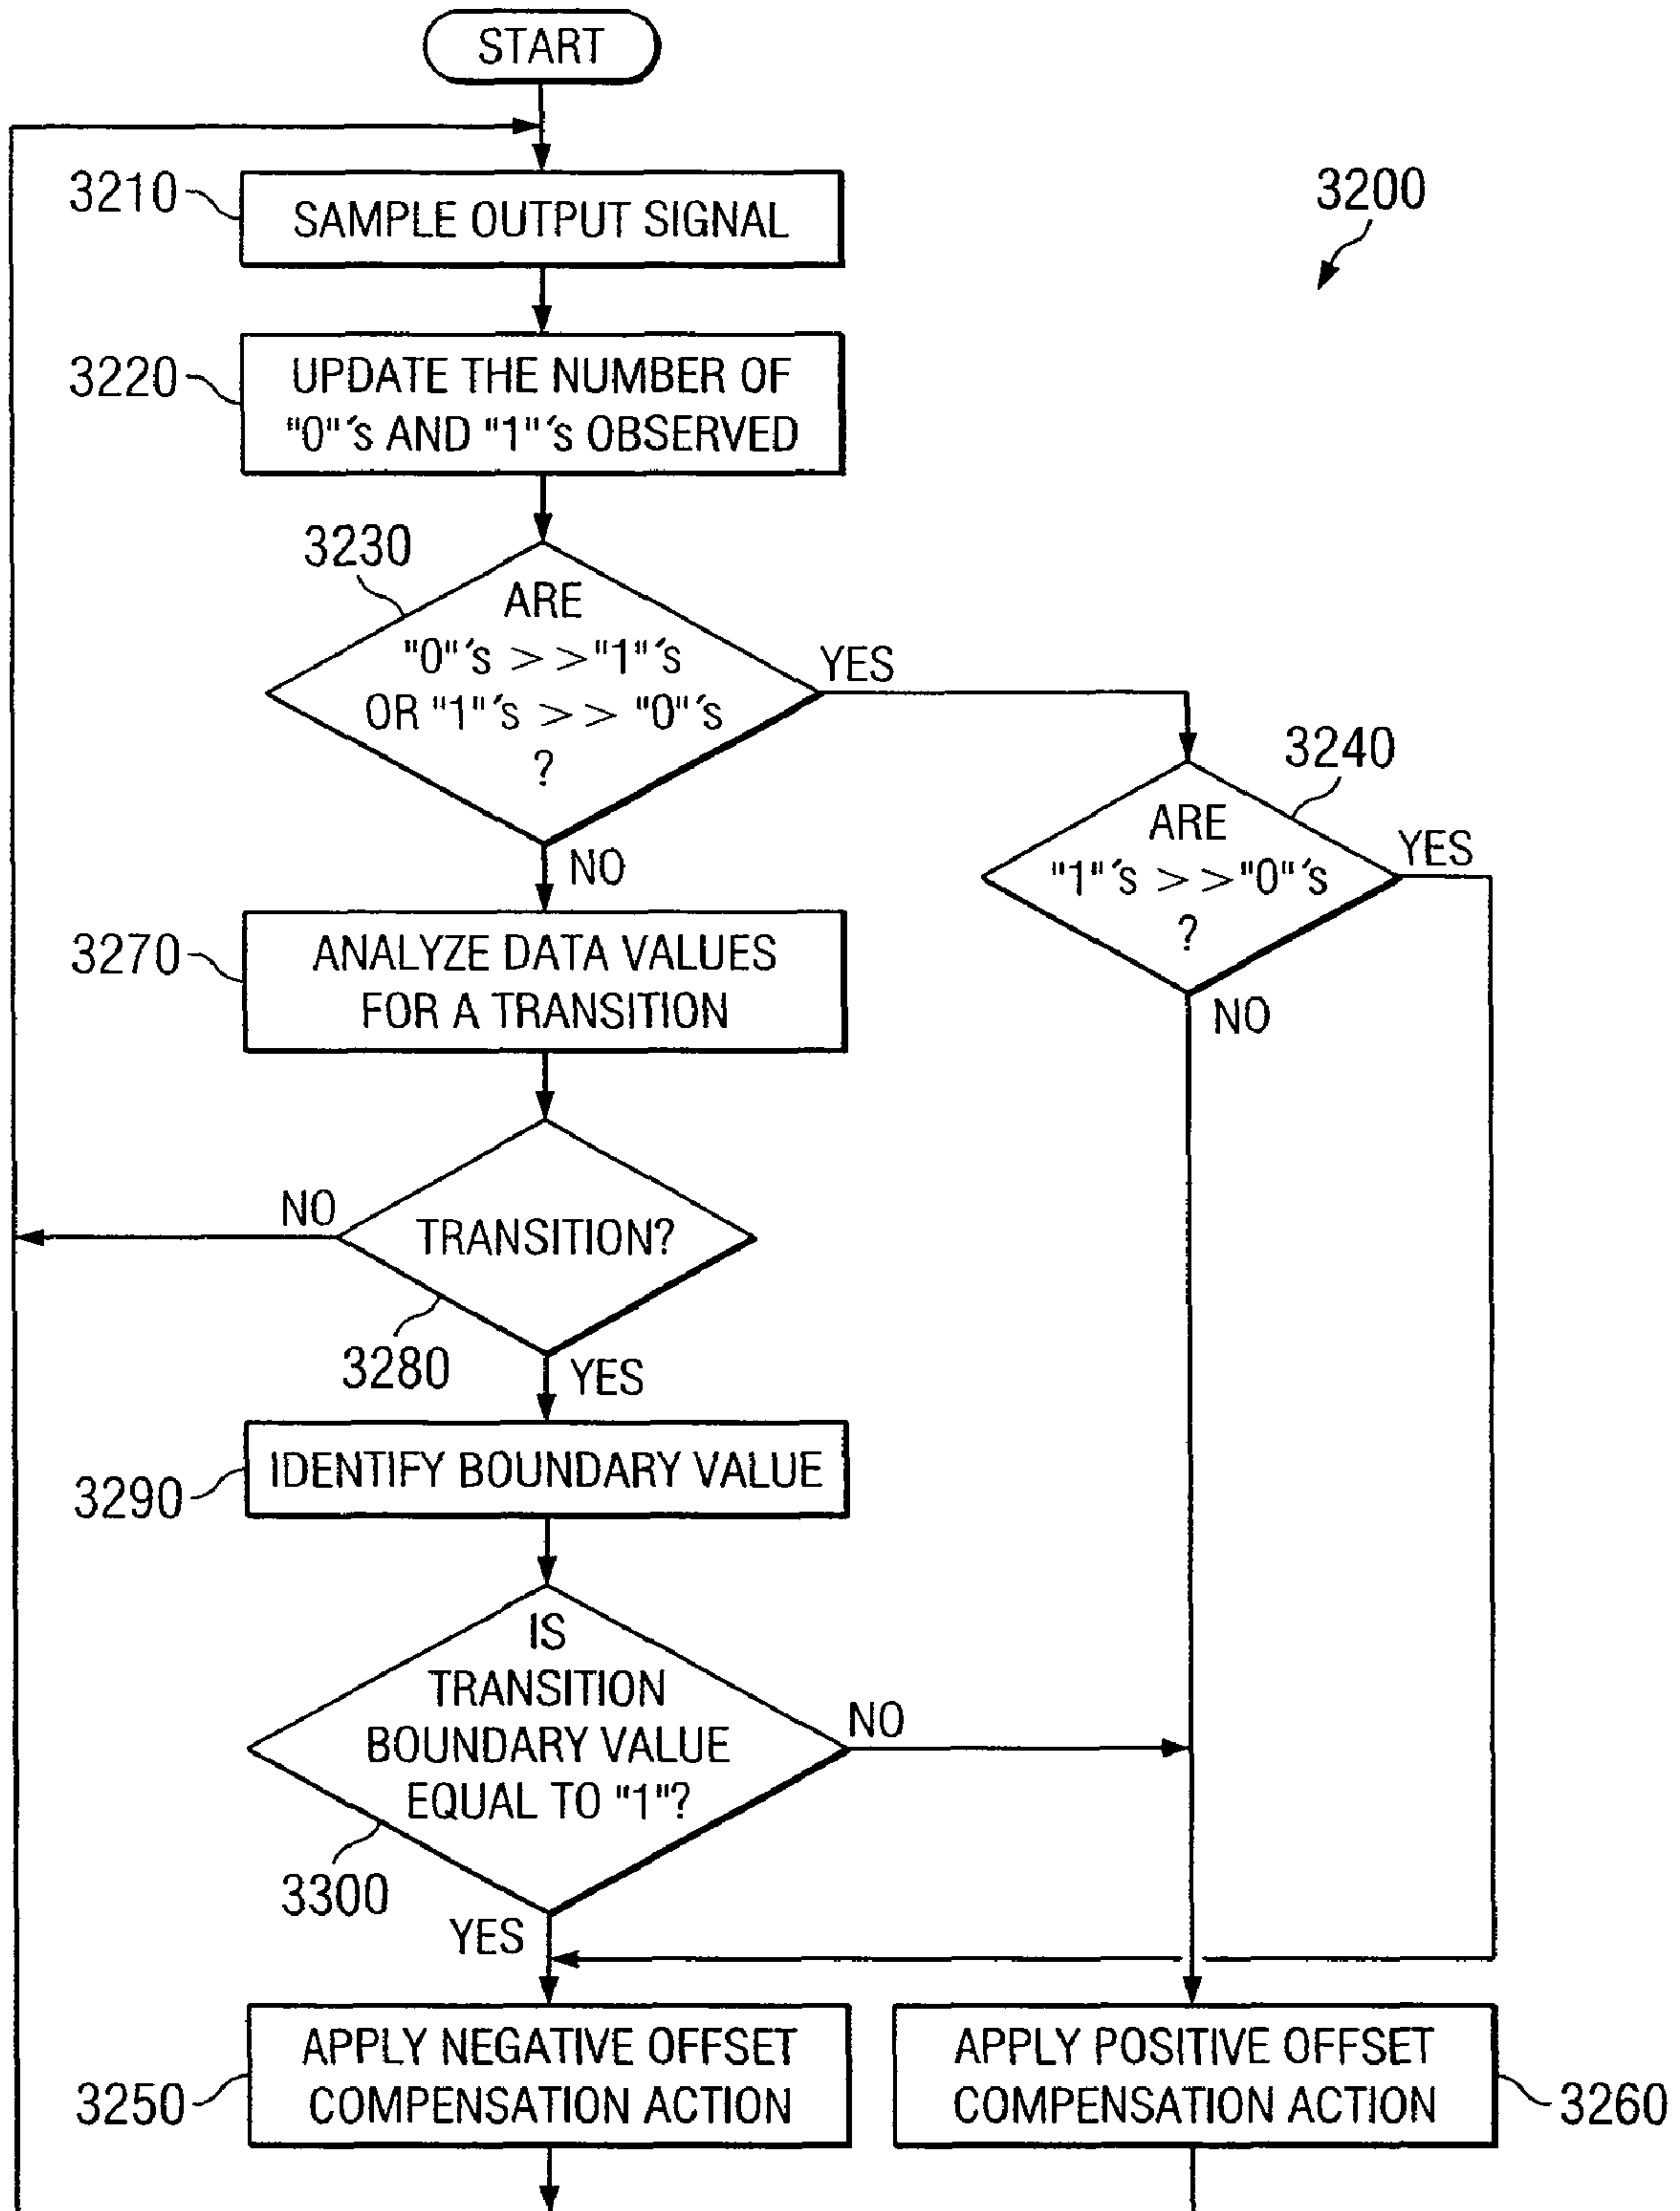 START
3210
SAMPLE OUTPUT SIGNAL
3200
3220
UPDATE THE NUMBER OF
"0"'s AND "1"'s OBSERVED
3230
ARE
"0"'s >> "1"'s
OR "1"'s >> "0"'s
?
YES
NO
3240
ARE
"1"'s >> "0"'s
?
YES
NO
3270
ANALYZE DATA VALUES
FOR A TRANSITION
NO
TRANSITION?
3280
YES
3290
IDENTIFY BOUNDARY VALUE
IS
TRANSITION
BOUNDARY VALUE
EQUAL TO "1"?
NO
3300
YES
3250
APPLY NEGATIVE OFFSET
COMPENSATION ACTION
APPLY POSITIVE OFFSET
COMPENSATION ACTION
3260